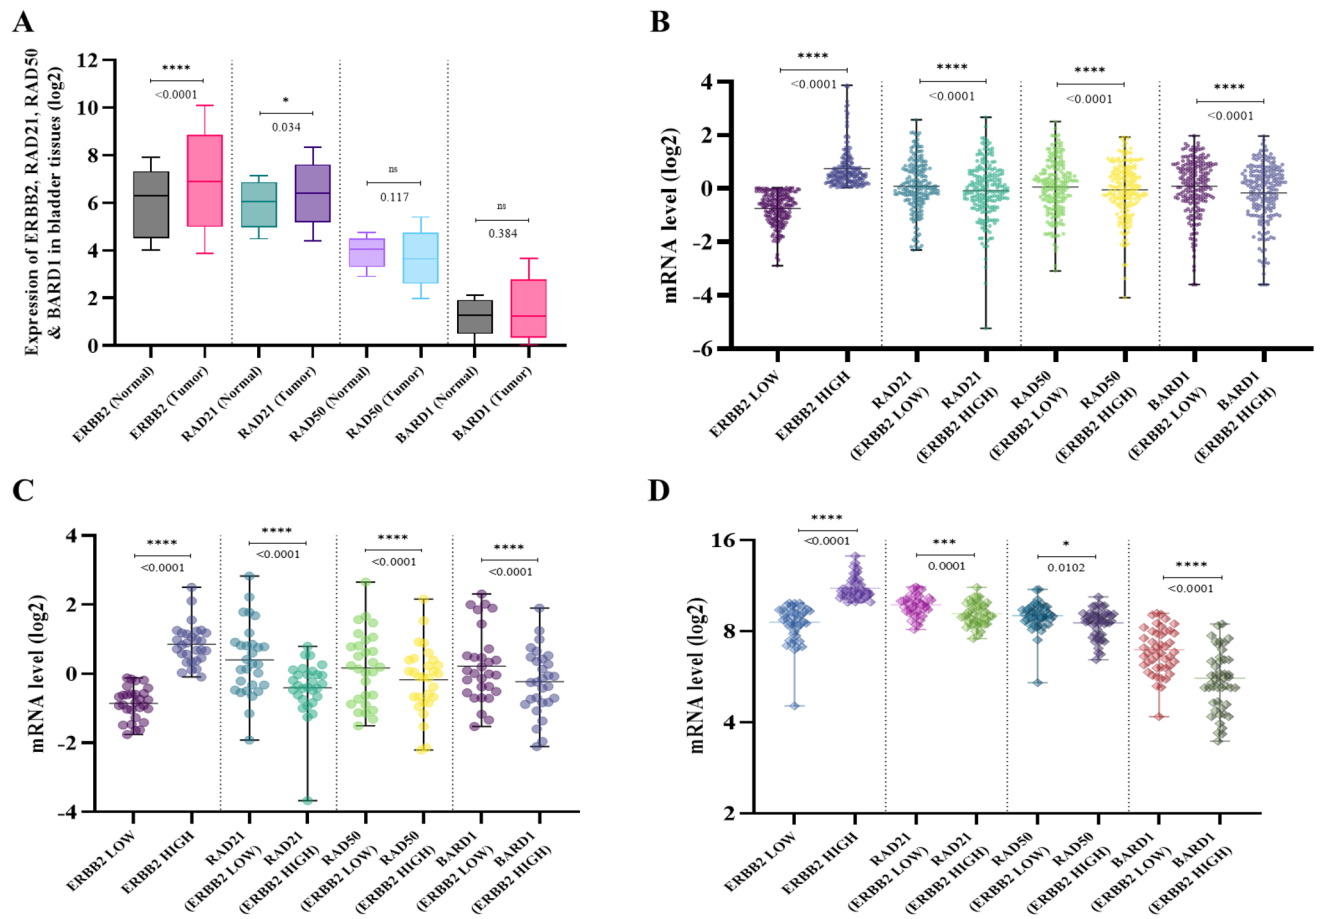 A
Expression of ERBB2, RAD21, RAD50
& BARD1 in bladder tissues (log2)
12
10
8
6
4
2
0
****
<0.0001
*
0.034
ns
0.117
ns
0.384
ERBB2 (Normal)
ERBB2 (Tumor)
RAD21 (Normal)
RAD21 (Tumor)
RAD50 (Normal)
RAD50 (Tumor)
BARD1 (Normal)
BARD1 (Tumor)
B
mRNA level (log2)
4
2
0
-2
-4
-6
****
<0.0001
****
<0.0001
****
<0.0001
****
<0.0001
ERBB2 LOW
ERBB2 HIGH
RAD21
(ERBB2 LOW)
RAD21
(ERBB2 HIGH)
RAD50
(ERBB2 LOW)
RAD50
(ERBB2 HIGH)
BARD1
(ERBB2 LOW)
BARD1
(ERBB2 HIGH)
C
mRNA level (log2)
4
2
0
-2
-4
****
<0.0001
****
<0.0001
****
<0.0001
****
<0.0001
ERBB2 LOW
ERBB2 HIGH
RAD21
(ERBB2 LOW)
RAD21
(ERBB2 HIGH)
RAD50
(ERBB2 LOW)
RAD50
(ERBB2 HIGH)
BARD1
(ERBB2 LOW)
BARD1
(ERBB2 HIGH)
D
mRNA level (log2)
16
8
4
2
****
<0.0001
***
0.0001
*
0.0102
****
<0.0001
ERBB2 LOW
ERBB2 HIGH
RAD21
(ERBB2 LOW)
RAD21
(ERBB2 HIGH)
RAD50
(ERBB2 LOW)
RAD50
(ERBB2 HIGH)
BARD1
(ERBB2 LOW)
BARD1
(ERBB2 HIGH)